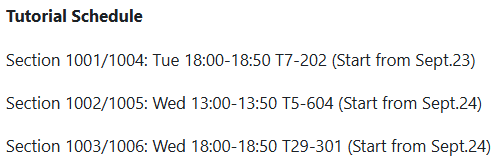 Tutorial Schedule
Section 1001/1004: Tue 18:00-18:50 T7-202 (Start from Sept.23)
Section 1002/1005: Wed 13:00-13:50 T5-604 (Start from Sept.24)
Section 1003/1006: Wed 18:00-18:50 T29-301 (Start from Sept.24)